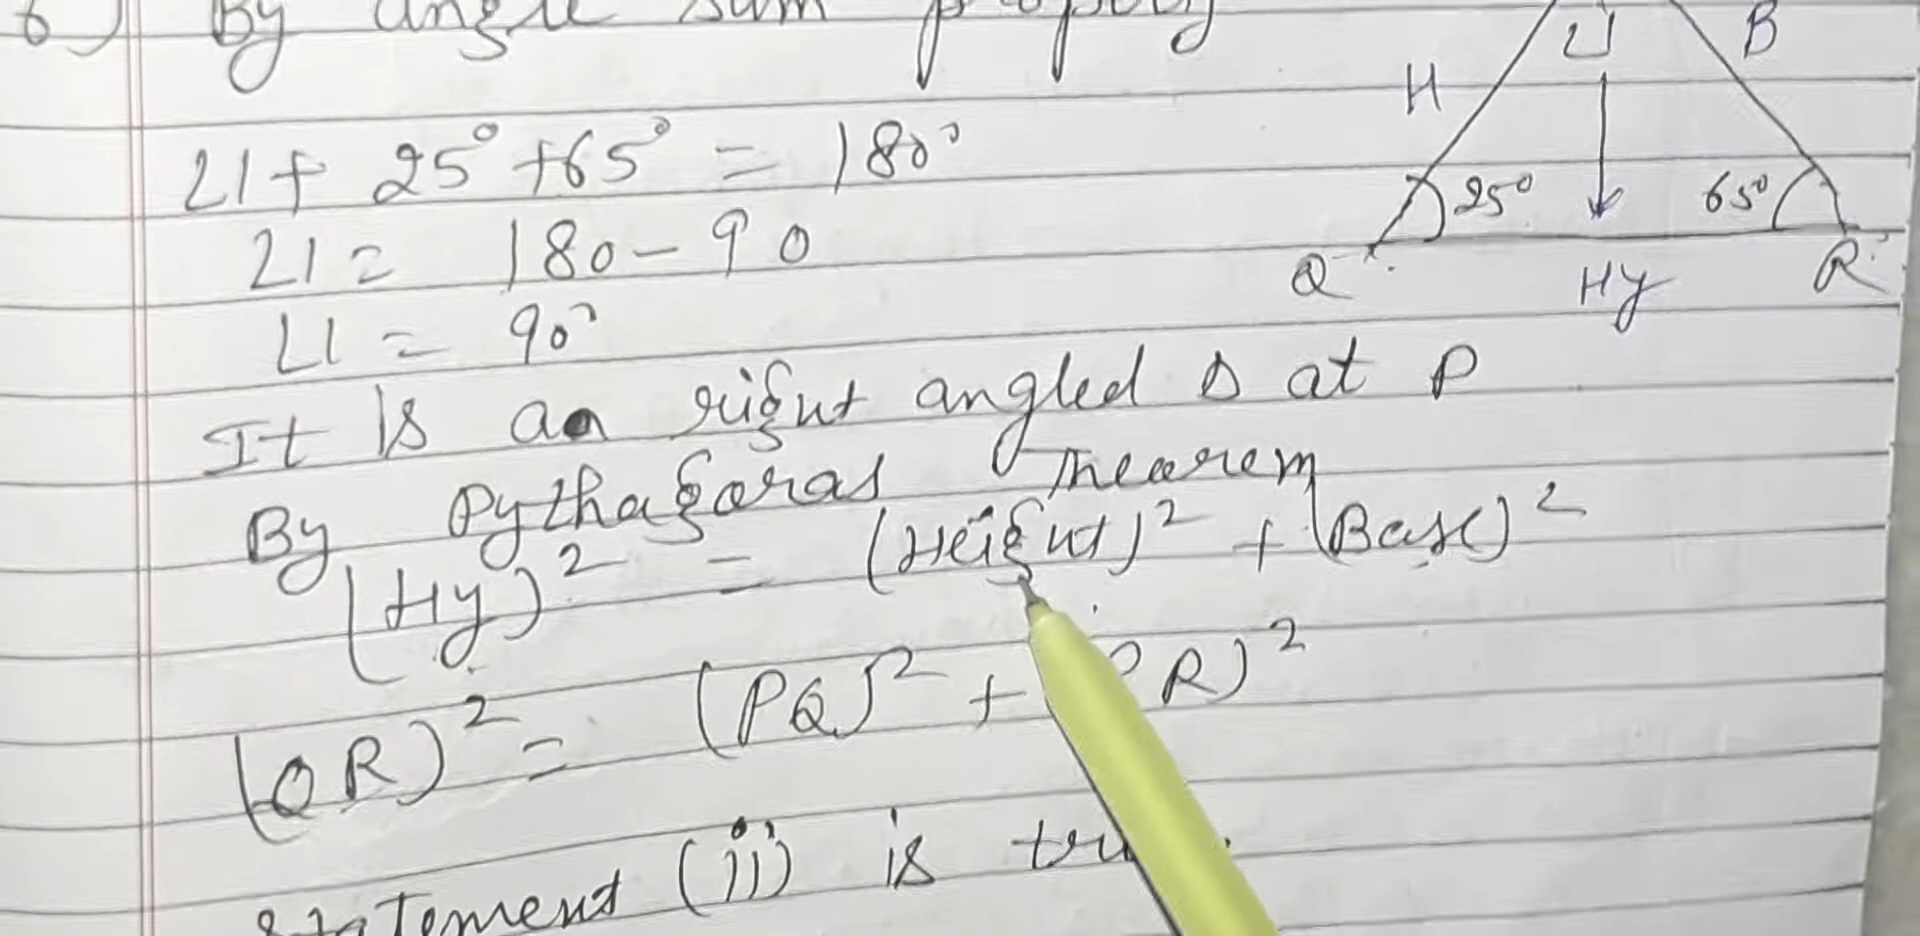 6) By angle sum property
∠1 + 25° + 65° = 180°
∠1 = 180 - 90
∠1 = 90°
It is an right angled Δ at P
By Pythagoras Theorem
(Hy)² = (Height)² + (Base)²
(QR)² = (PQ)² + (PR)²
Statement (ii) is
∠1
H
B
25°
65°
Q
Hy
R